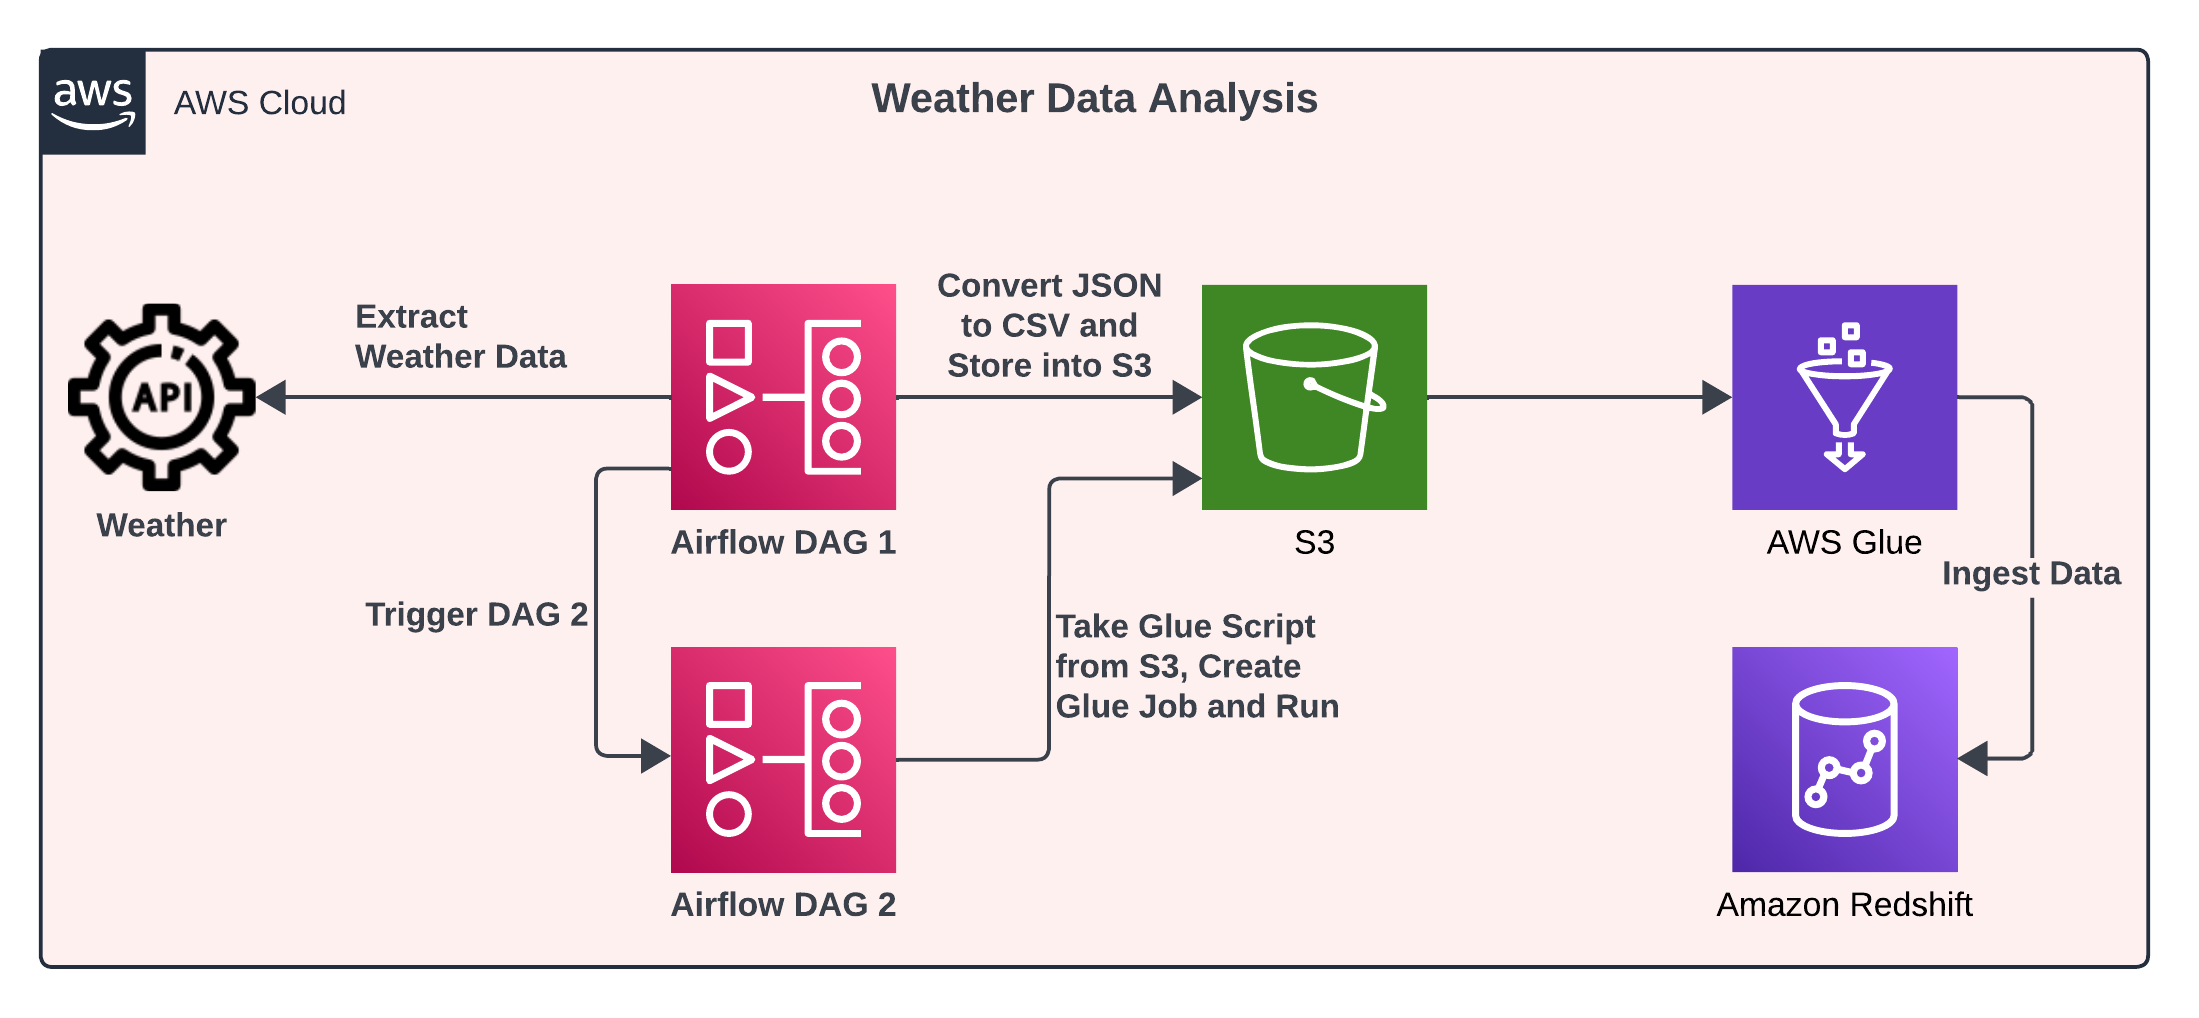 aws
AWS Cloud
Weather Data Analysis
Extract
Weather Data
Convert JSON
to CSV and
Store into S3
API
Weather
Airflow DAG 1
S3
AWS Glue
Ingest Data
Trigger DAG 2
Take Glue Script
from S3, Create
Glue Job and Run
Airflow DAG 2
Amazon Redshift